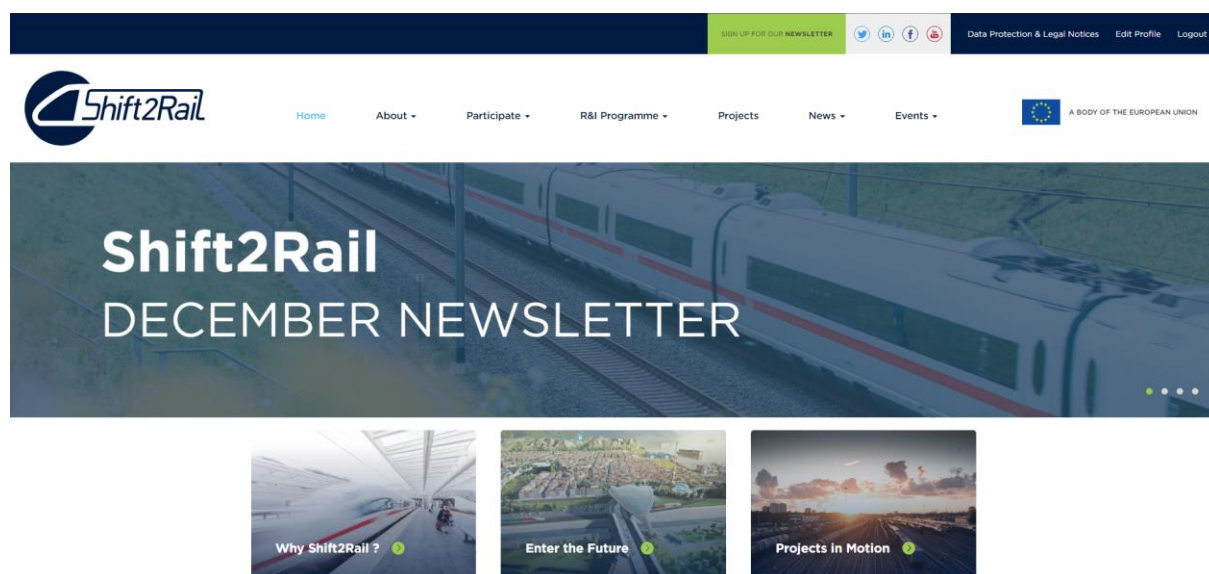 SIGN UP FOR OUR NEWSLETTER
Data Protection & Legal Notices Edit Profile Logout
Shift2Rail
Home About Participate R&I Programme Projects News Events
A BODY OF THE EUROPEAN UNION
Shift2Rail
DECEMBER NEWSLETTER
Why Shift2Rail ? Enter the Future Projects in Motion